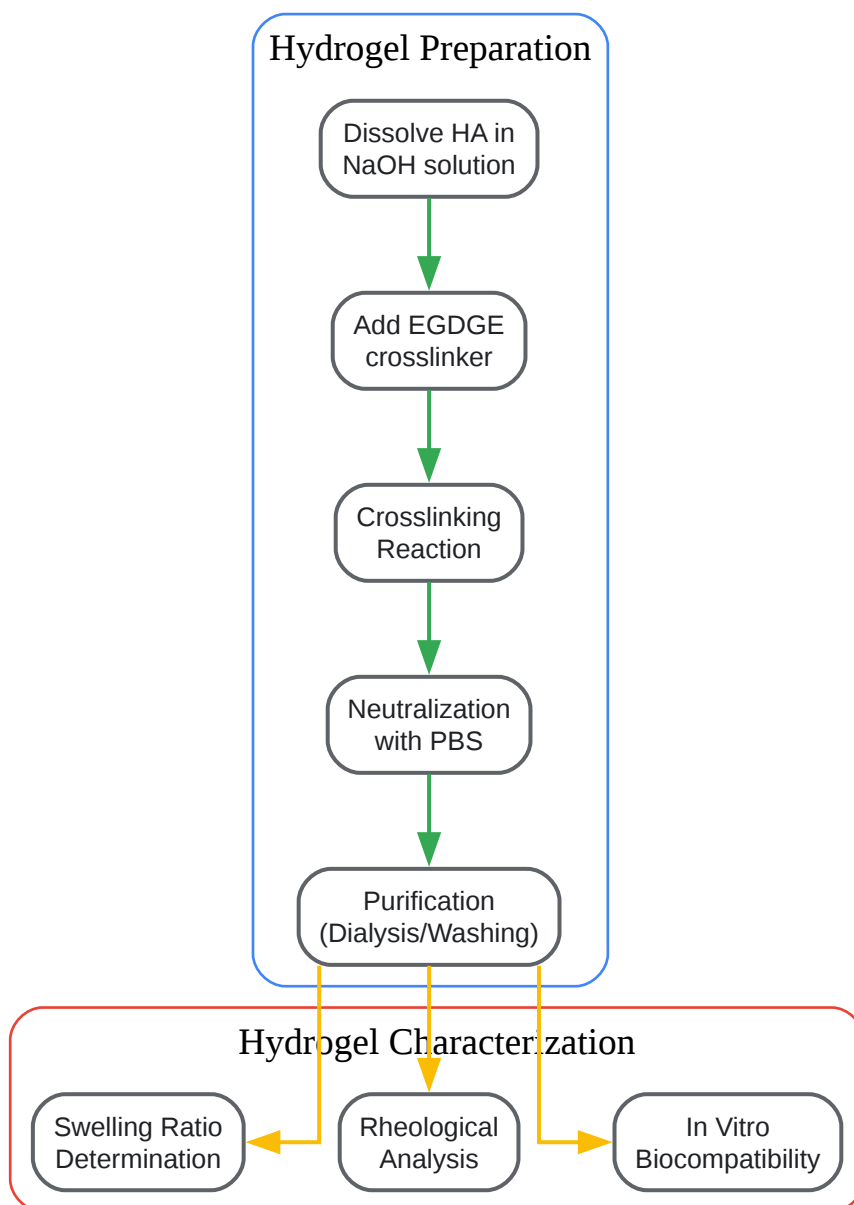 Hydrogel Preparation
Dissolve HA in
NaOH solution
Add EGDGE
crosslinker
Crosslinking
Reaction
Neutralization
with PBS
Purification
(Dialysis/Washing)
Hydrogel Characterization
Swelling Ratio
Determination
Rheological
Analysis
In Vitro
Biocompatibility